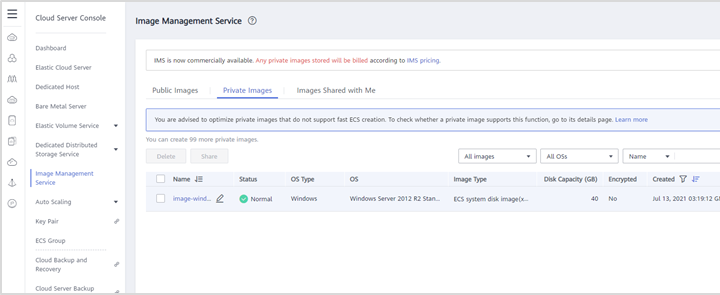 Cloud Server Console
Dashboard
Elastic Cloud Server
Dedicated Host
Bare Metal Server
Elastic Volume Service
Dedicated Distributed
Storage Service
Image Management
Service
Auto Scaling
Key Pair
ECS Group
Cloud Backup and
Recovery
Cloud Server Backup
Image Management Service
IMS is now commercially available. Any private images stored will be billed according to IMS pricing.
Public Images Private Images Images Shared with Me
You are advised to optimize private images that do not support fast ECS creation. To check whether a private image supports this function, go to its details page. Learn more
You can create 99 more private images.
Delete Share All images All OSs Name
Name Status OS Type OS Image Type Disk Capacity (GB) Encrypted Created
image-wind... Normal Windows Windows Server 2012 R2 Stan... ECS system disk image(x... 40 No Jul 13, 2021 03:19:12 G